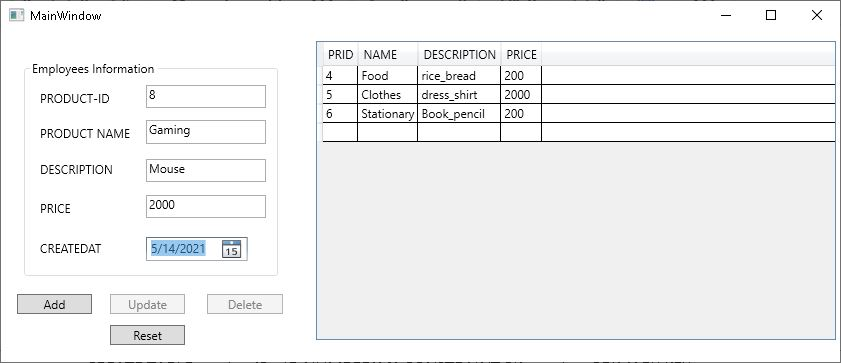 MainWindow
Employees Information
PRODUCT-ID 8
PRODUCT NAME Gaming
DESCRIPTION Mouse
PRICE 2000
CREATEDAT 5/14/2021 15
Add Update Delete
Reset
PRID NAME DESCRIPTION PRICE
4 Food rice_bread 200
5 Clothes dress_shirt 2000
6 Stationary Book_pencil 200